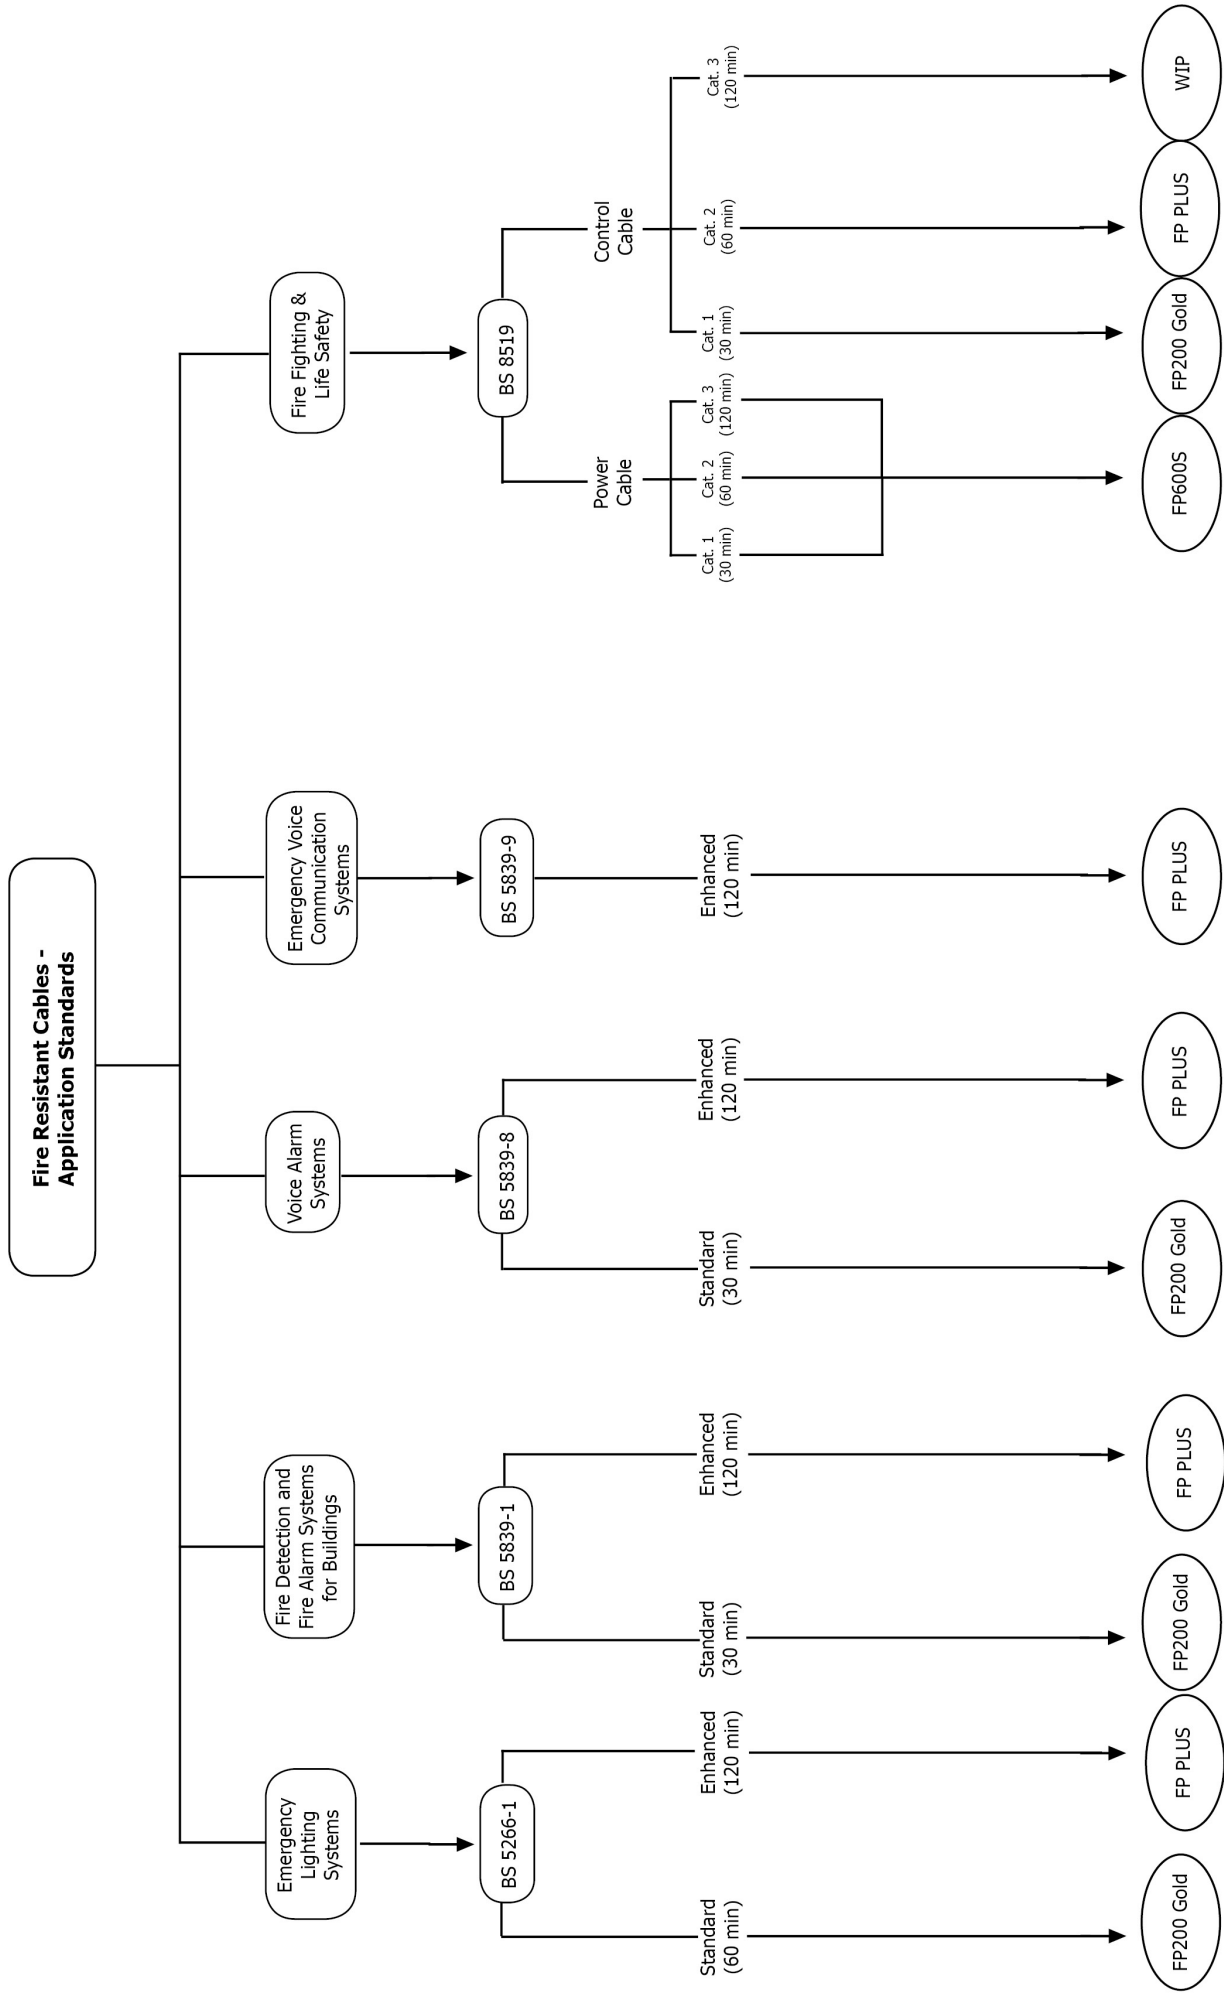 Fire Resistant Cables -
Application Standards
Emergency
Lighting
Systems
Fire Detection and
Fire Alarm Systems
for Buildings
Voice Alarm
Systems
Emergency Voice
Communication
Systems
Fire Fighting &
Life Safety
BS 5266-1
BS 5839-1
BS 5839-8
BS 5839-9
BS 8519
Power
Cable
Control
Cable
Standard
(60 min)
Enhanced
(120 min)
Standard
(30 min)
Enhanced
(120 min)
Standard
(30 min)
Enhanced
(120 min)
Enhanced
(120 min)
Cat. 1
(30 min)
Cat. 2
(60 min)
Cat. 3
(120 min)
Cat. 1
(30 min)
Cat. 2
(60 min)
Cat. 3
(120 min)
FP200 Gold
FP PLUS
FP200 Gold
FP PLUS
FP200 Gold
FP PLUS
FP PLUS
FP600S
FP200 Gold
FP PLUS
WIP